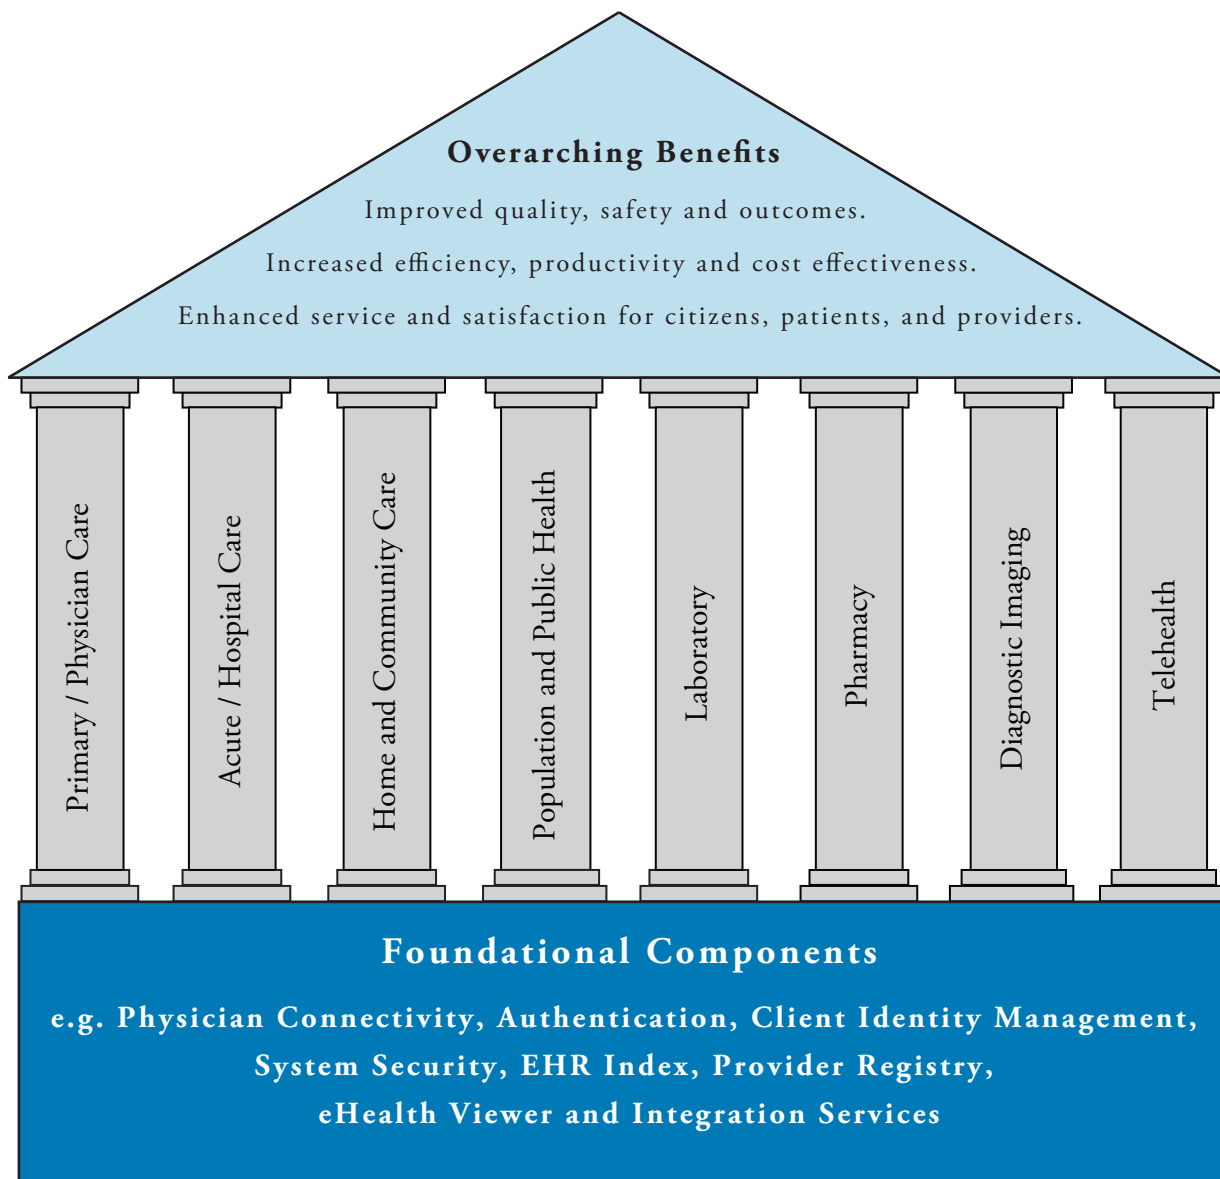 Overarching Benefits
Improved quality, safety and outcomes.
Increased efficiency, productivity and cost effectiveness.
Enhanced service and satisfaction for citizens, patients, and providers.
Primary / Physician Care
Acute / Hospital Care
Home and Community Care
Population and Public Health
Laboratory
Pharmacy
Diagnostic Imaging
Telehealth
Foundational Components
e.g. Physician Connectivity, Authentication, Client Identity Management,
System Security, EHR Index, Provider Registry,
eHealth Viewer and Integration Services